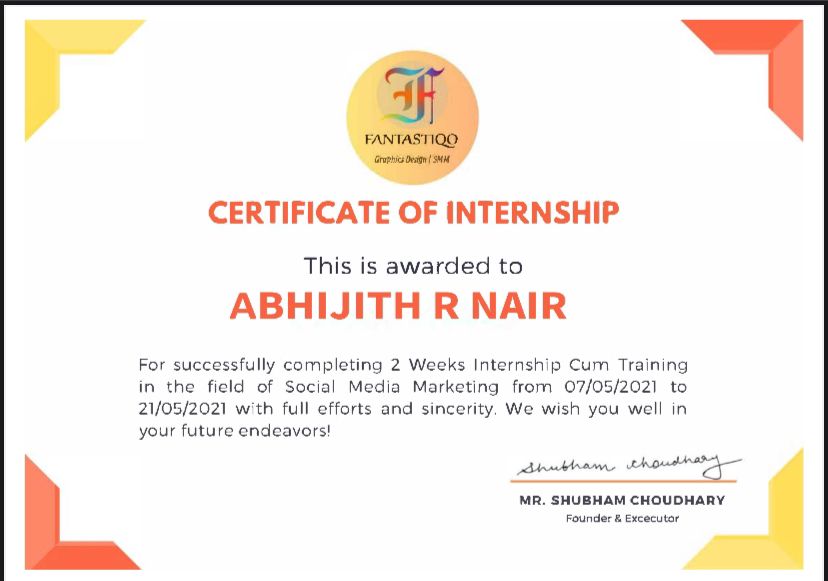 F
FANTASTIQO
Graphics Design | SMM
CERTIFICATE OF INTERNSHIP
This is awarded to
ABHIJITH R NAIR
For successfully completing 2 Weeks Internship Cum Training
in the field of Social Media Marketing from 07/05/2021 to
21/05/2021 with full efforts and sincerity. We wish you well in
your future endeavors!
Shubham Choudhary
MR. SHUBHAM CHOUDHARY
Founder & Excecutor